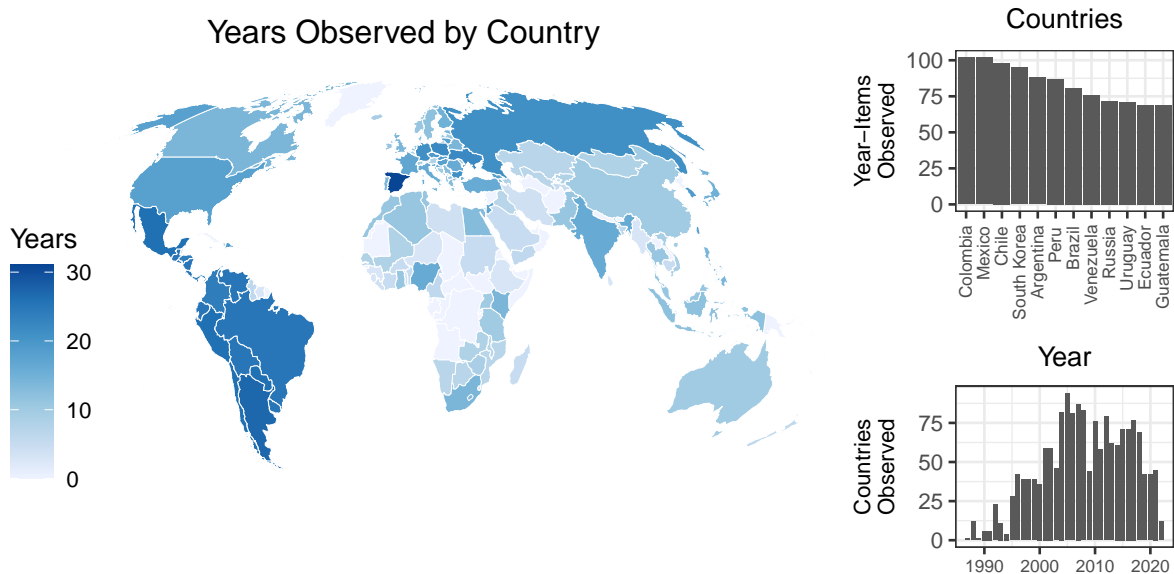 Years Observed by Country
Years
30
20
10
0
Countries
Year−Items
Observed
100
75
50
25
0
Colombia
Mexico
Chile
South Korea
Argentina
Peru
Brazil
Venezuela
Russia
Uruguay
Ecuador
Guatemala
Year
Countries
Observed
75
50
25
0
1990
2000
2010
2020